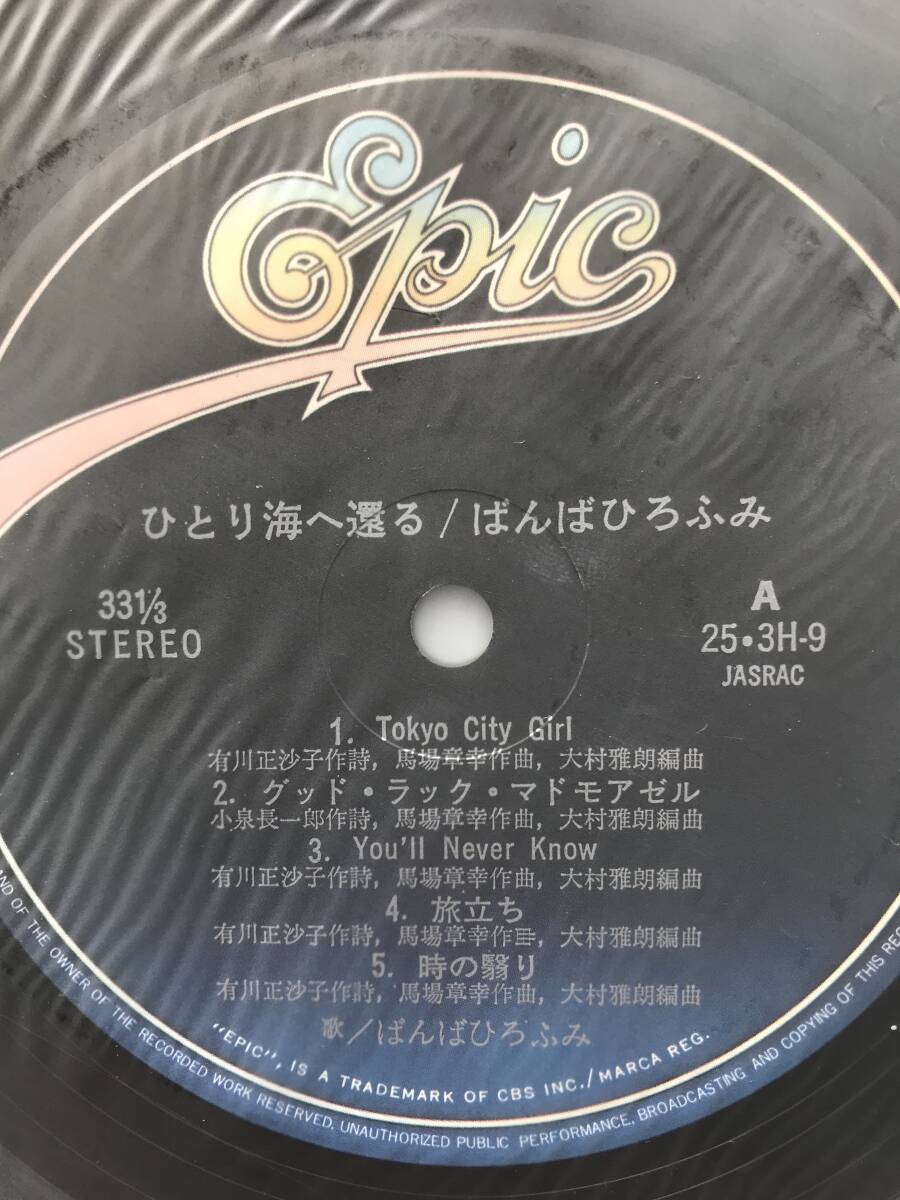 Epic
ひとり海へ還る/ばんばひろふみ
33⅓
STEREO
A
25・3H-9
JASRAC
1. Tokyo City Girl
有川正沙子作詩, 馬場章幸作曲, 大村雅朗編曲
2. グッド・ラック・マドモアゼル
小泉長一郎作詩, 馬場章幸作曲, 大村雅朗編曲
3. You'll Never Know
有川正沙子作詩, 馬場章幸作曲, 大村雅朗編曲
4. 旅立ち
有川正沙子作詩, 馬場章幸作, 大村雅朗編曲
5. 時の翳り
有川正沙子作詩, 馬場章幸作曲, 大村雅朗編曲
歌/ばんばひろふみ
"EPIC", IS A TRADEMARK OF CBS INC./MARCA REG.
AND OF THE OWNER OF THE RECORDED WORK RESERVED, UNAUTHORIZED PUBLIC PERFORMANCE, BROADCASTING AND COPYING OF THIS